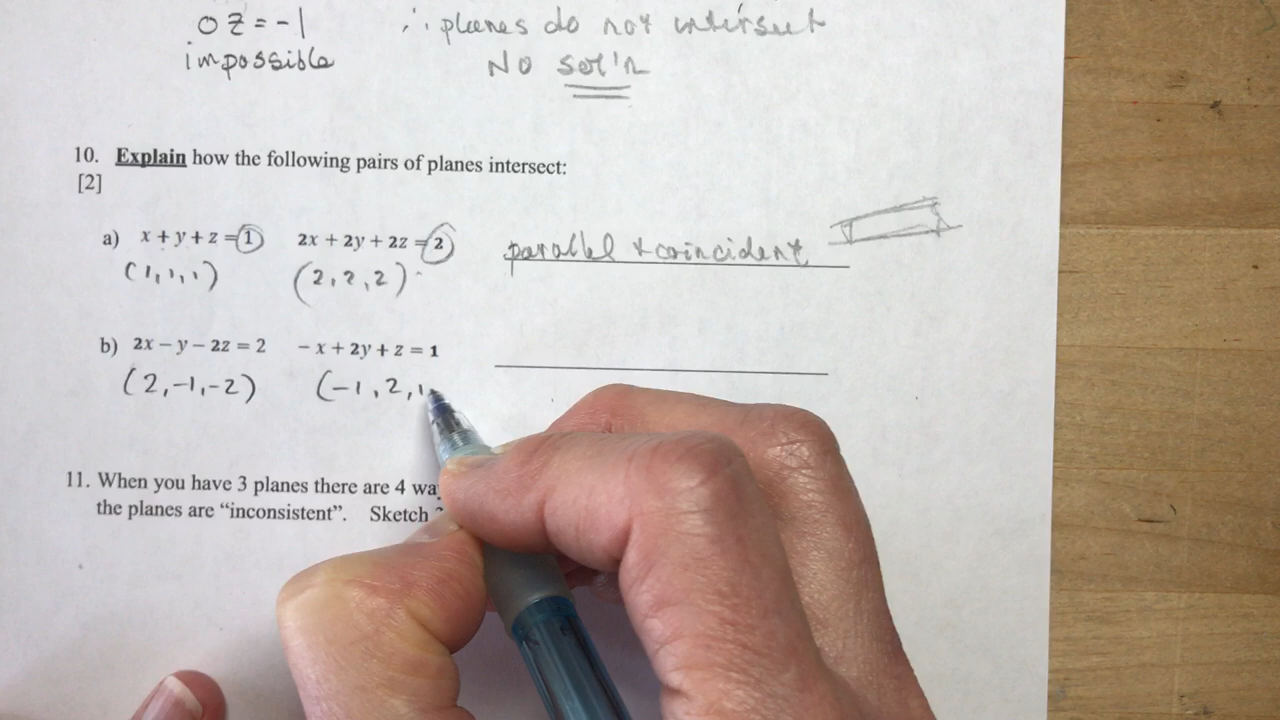 0z = -1 ∴ planes do not intersect
impossible No sol'n
10. Explain how the following pairs of planes intersect:
[2]
a) x + y + z = 1 2x + 2y + 2z = 2 parallel & coincident
(1,1,1) (2,2,2)
b) 2x – y – 2z = 2 – x + 2y + z = 1
(2,-1,-2) (-1,2,1
11. When you have 3 planes there are 4
the planes are “inconsistent”. Sketch